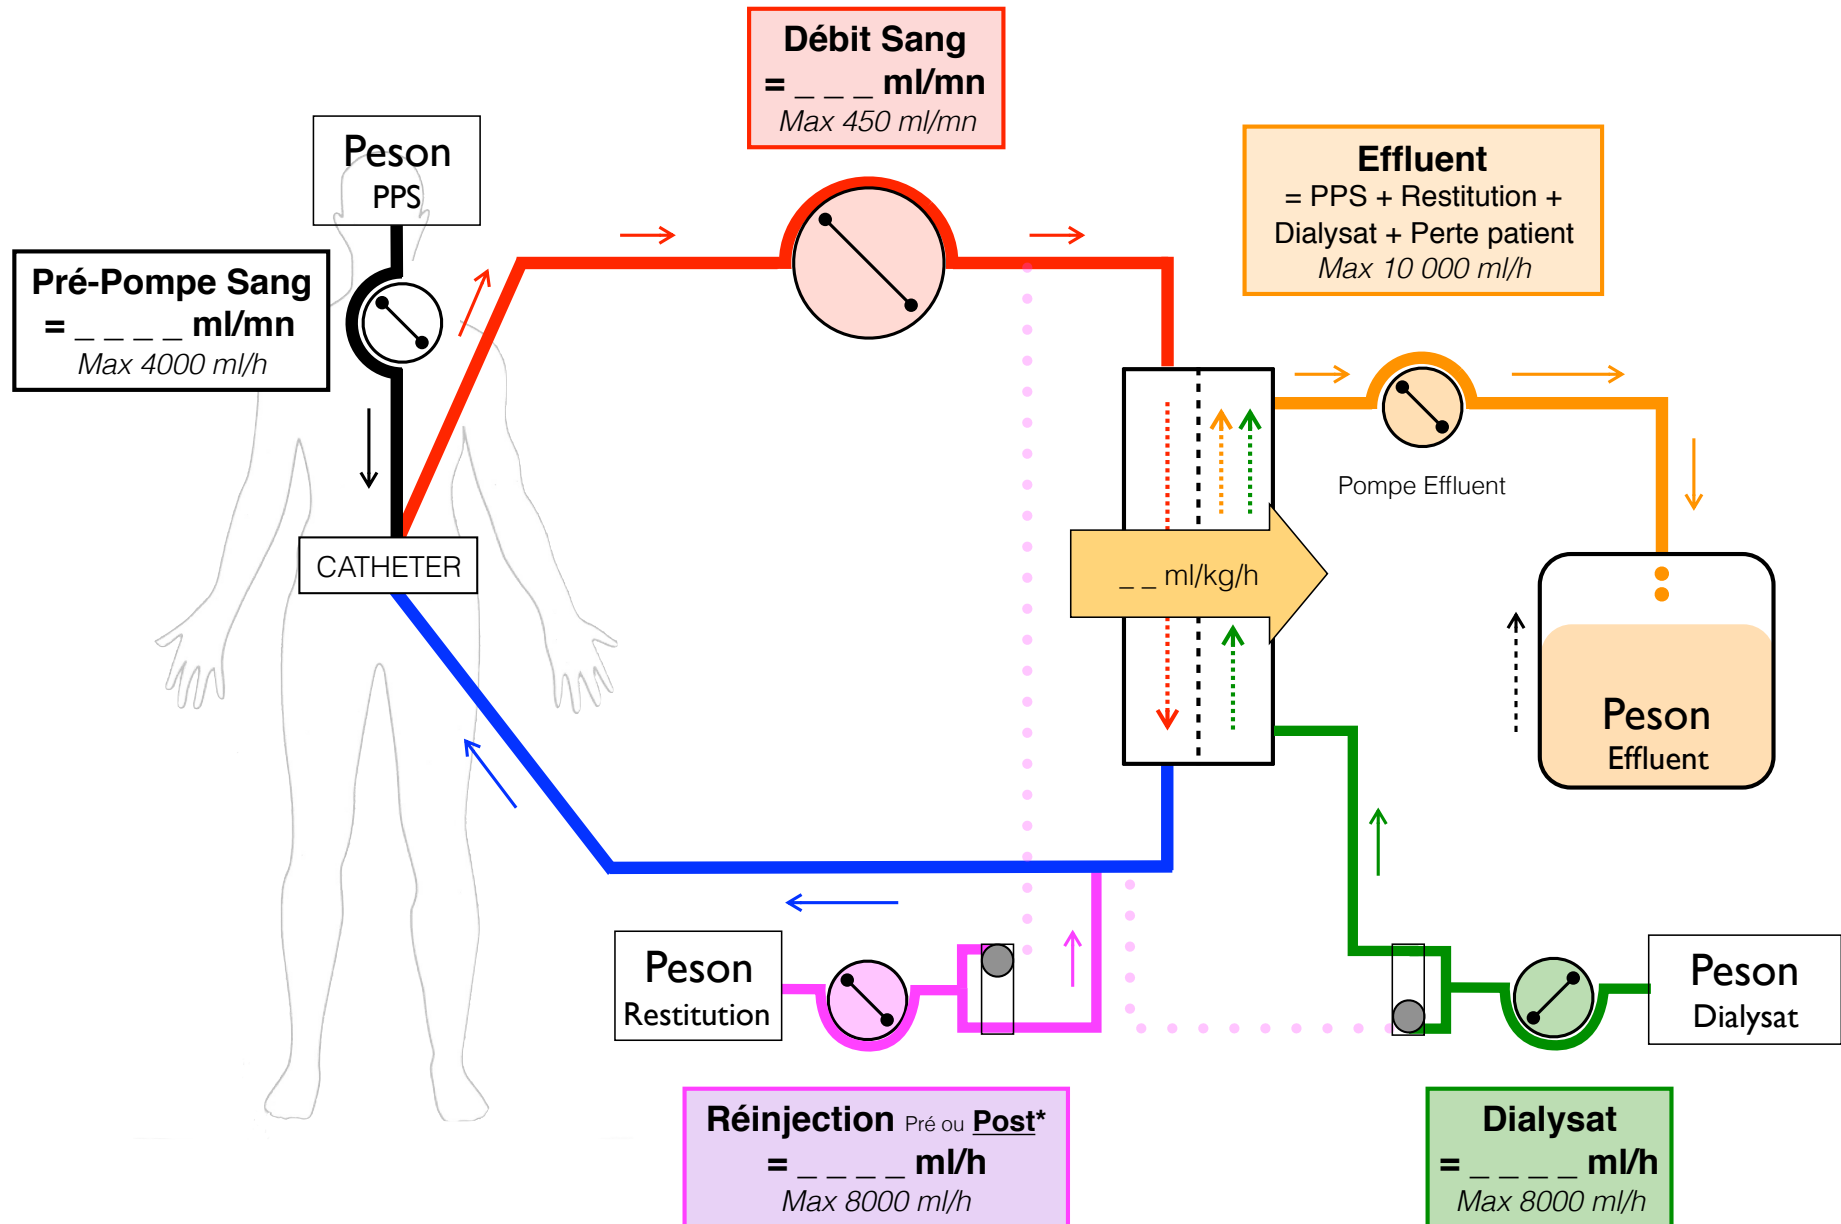 Débit Sang
= _ _ _ ml/mn
Max 450 ml/mn
Peson
PPS
Effluent
= PPS + Restitution +
Dialysat + Perte patient
Max 10 000 ml/h
Pré-Pompe Sang
= _ _ _ _ ml/mn
Max 4000 ml/h
Pompe Effluent
CATHETER
_ _ ml/kg/h
Peson
Effluent
Peson
Restitution
Peson
Dialysat
Réinjection Pré ou Post*
= _ _ _ _ ml/h
Max 8000 ml/h
Dialysat
= _ _ _ _ ml/h
Max 8000 ml/h